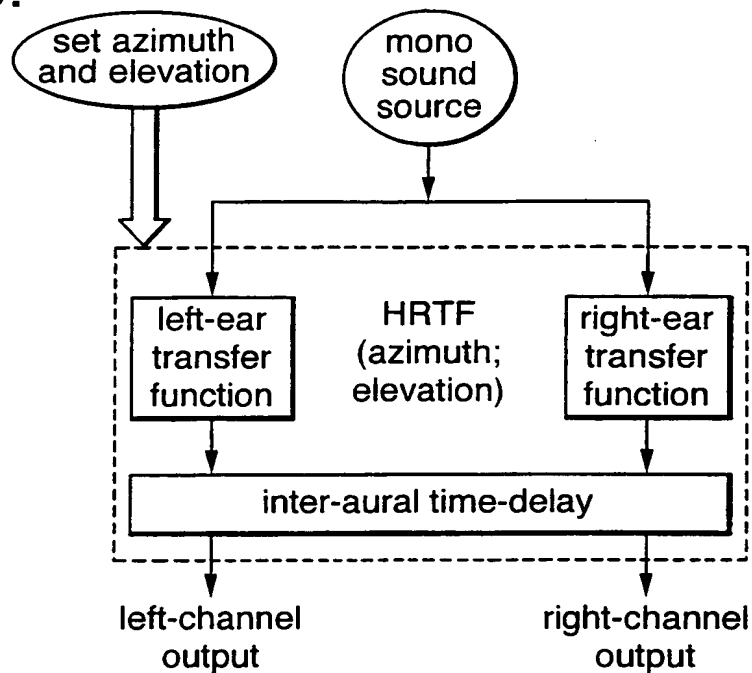 set azimuth
and elevation
mono
sound
source
left-ear
transfer
function
HRTF
(azimuth;
elevation)
right-ear
transfer
function
inter-aural time-delay
left-channel
output
right-channel
output